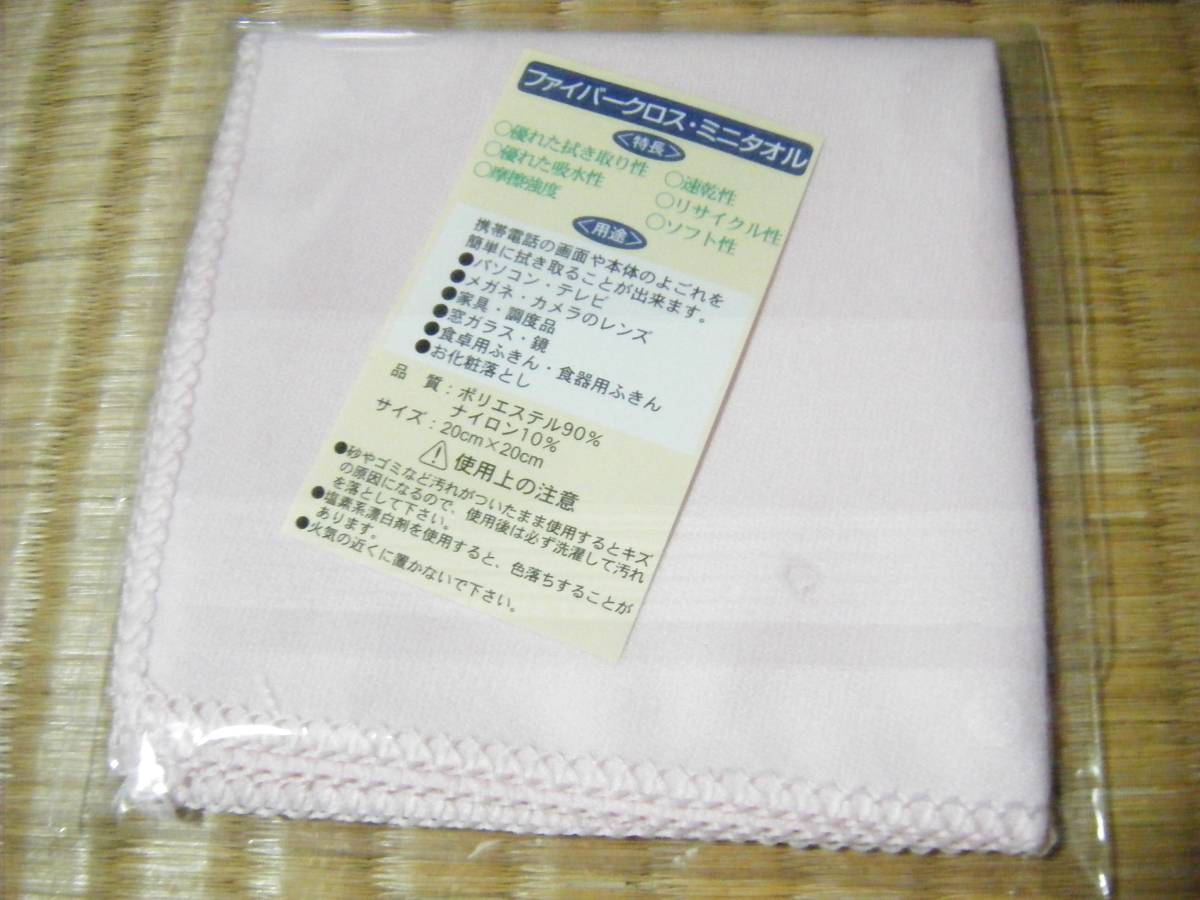 ファイバークロス・ミニタオル
<特長>
○優れた拭き取り性
○優れた吸水性
○摩擦強度
○速乾性
○リサイクル性
○ソフト性
<用途>
携帯電話の画面や本体のよごれを
簡単に拭き取ることが出来ます。
●パソコン・テレビ
●メガネ・カメラのレンズ
●家具・調度品
●窓ガラス・鏡
●食卓用ふきん・食器用ふきん
●お化粧落とし
品 質：ポリエステル90%
ナイロン10%
サイズ：20cm×20cm
使用上の注意
●砂やゴミなど汚れがついたまま使用するとキズ
の原因になるので、使用後は必ず洗濯して汚れ
を落として下さい。
●塩素系漂白剤を使用すると、色落ちすることが
あります。
●火気の近くに置かないで下さい。